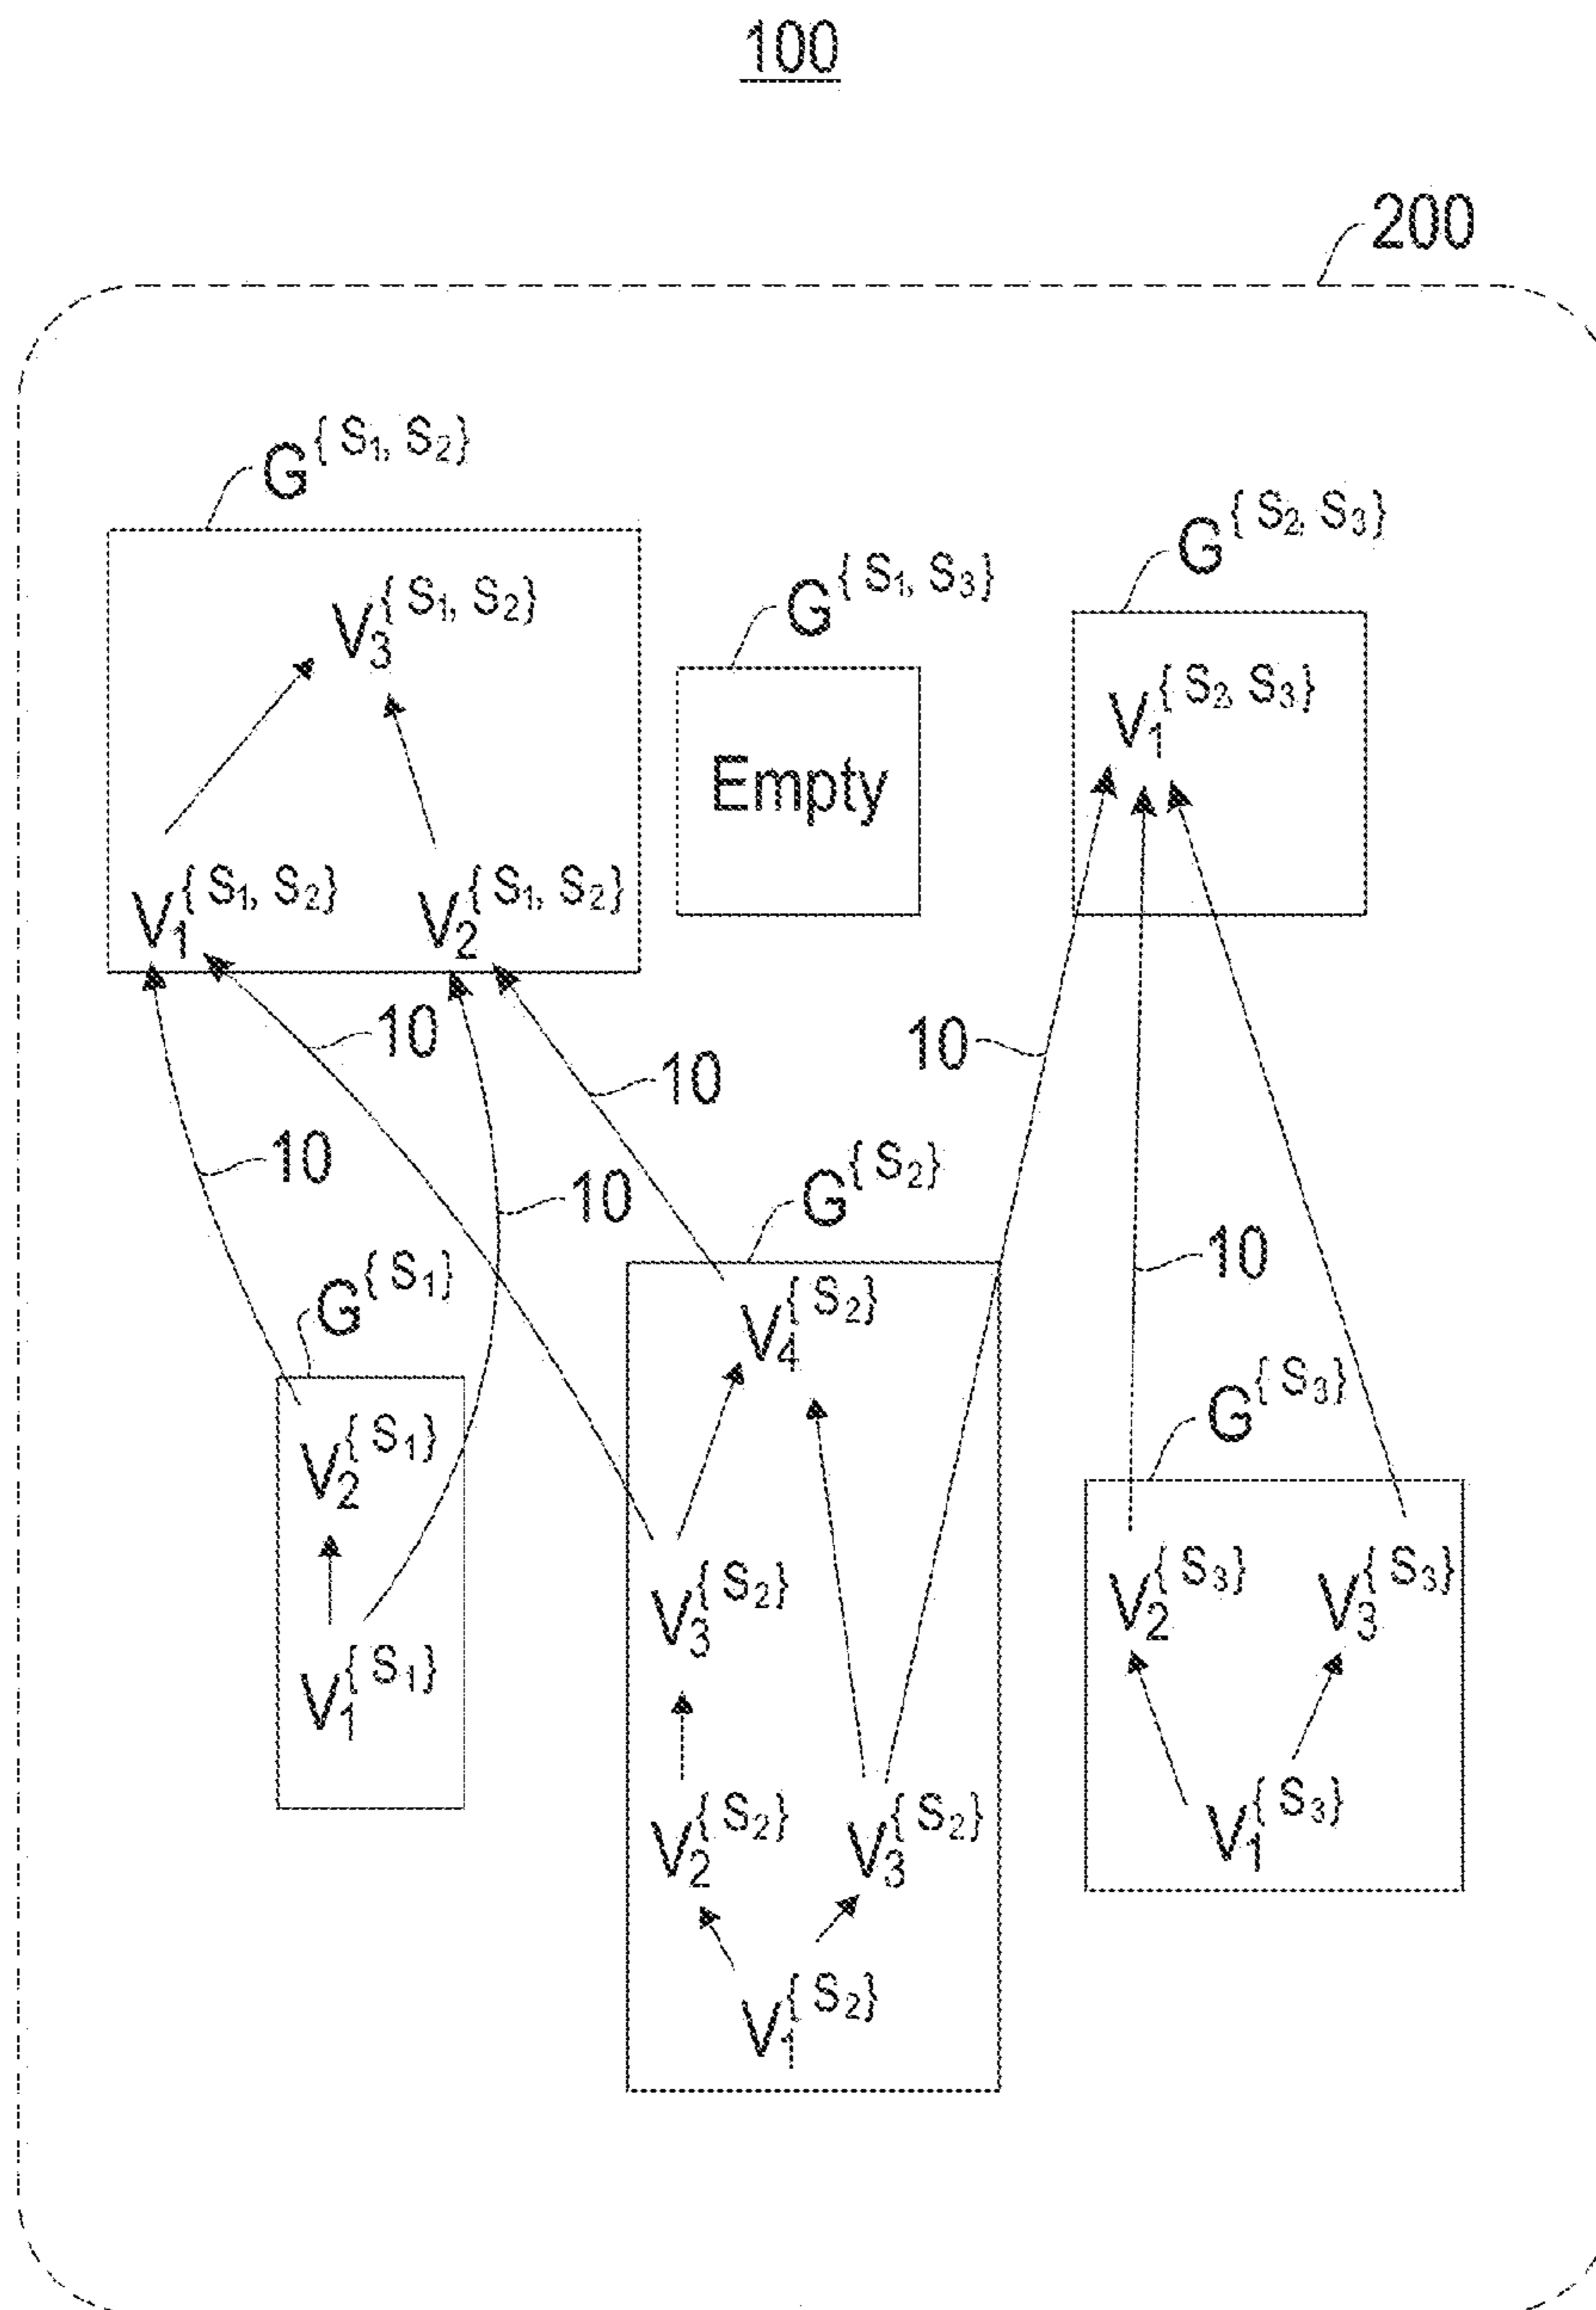 100
200
G{S1, S2}
G{S2, S3}
G{S1, S3}
V3{S1, S2}
V1{S2, S3}
Empty
V1{S1, S2} V2{S1, S2}
10
10
10
10
10
G{S2}
10
G{S1}
V4{S2}
G{S3}
V2{S1}
V3{S2}
V2{S3} V3{S3}
V1{S1}
V2{S2} V3{S2}
V1{S3}
V1{S2}